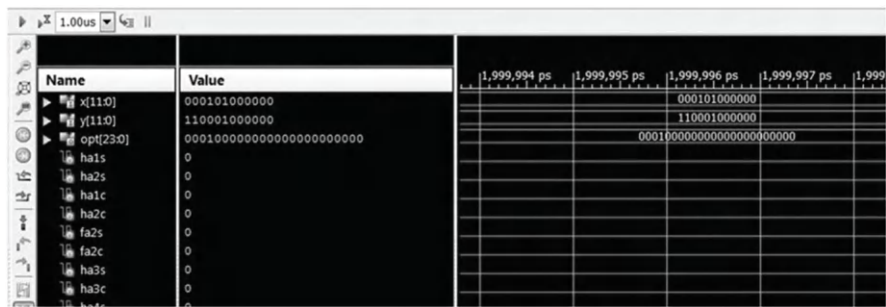 1.00us
Name Value
1,999,994 ps 1,999,995 ps 1,999,996 ps 1,999,997 ps 1,999
x[11:0] 000101000000 000101000000
y[11:0] 110001000000 110001000000
opt[23:0] 000100000000000000000000 000100000000000000000000
ha1s 0
ha2s 0
ha1c 0
ha2c 0
fa2s 0
fa2c 0
ha3s 0
ha3c 0